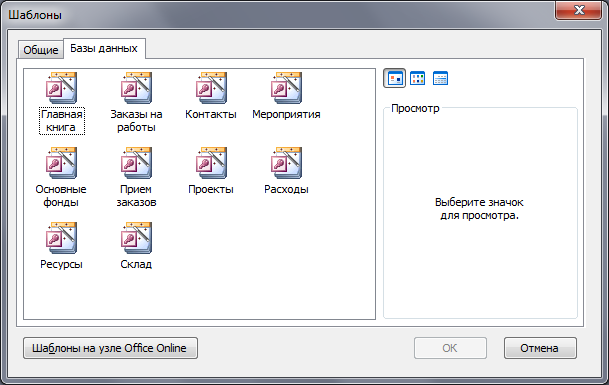 Шаблоны
Общие
Базы данных
Главная
книга
Заказы на
работы
Контакты
Мероприятия
Основные
фонды
Прием
заказов
Проекты
Расходы
Ресурсы
Склад
Просмотр
Выберите значок
для просмотра.
Шаблоны на узле Office Online
ОК
Отмена